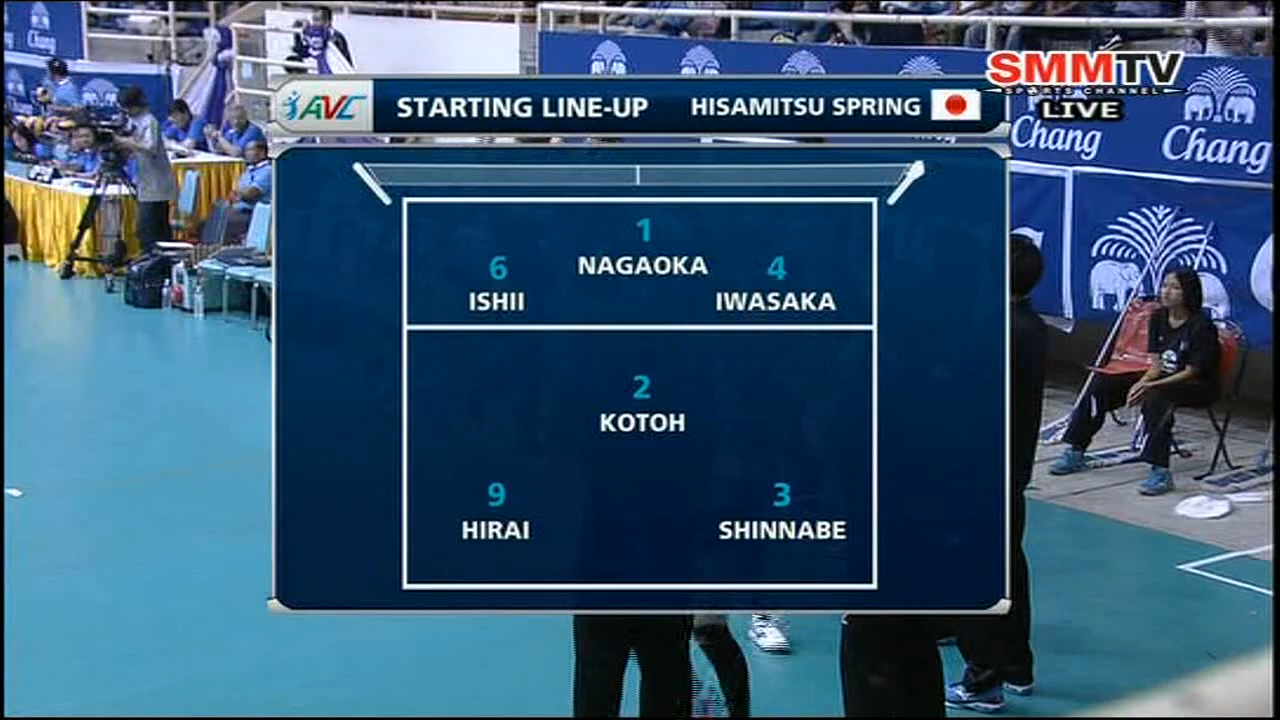 Chang
SMMTV
SPORTS CHANNEL
LIVE
AVC STARTING LINE-UP HISAMITSU SPRING
Chang
Chang
1
NAGAOKA
6
ISHII
4
IWASAKA
2
KOTOH
9
HIRAI
3
SHINNABE